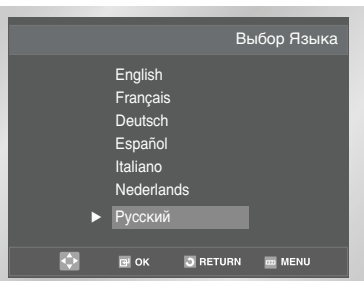 Выбор Языка
English
Français
Deutsch
Español
Italiano
Nederlands
Русский
OK RETURN MENU